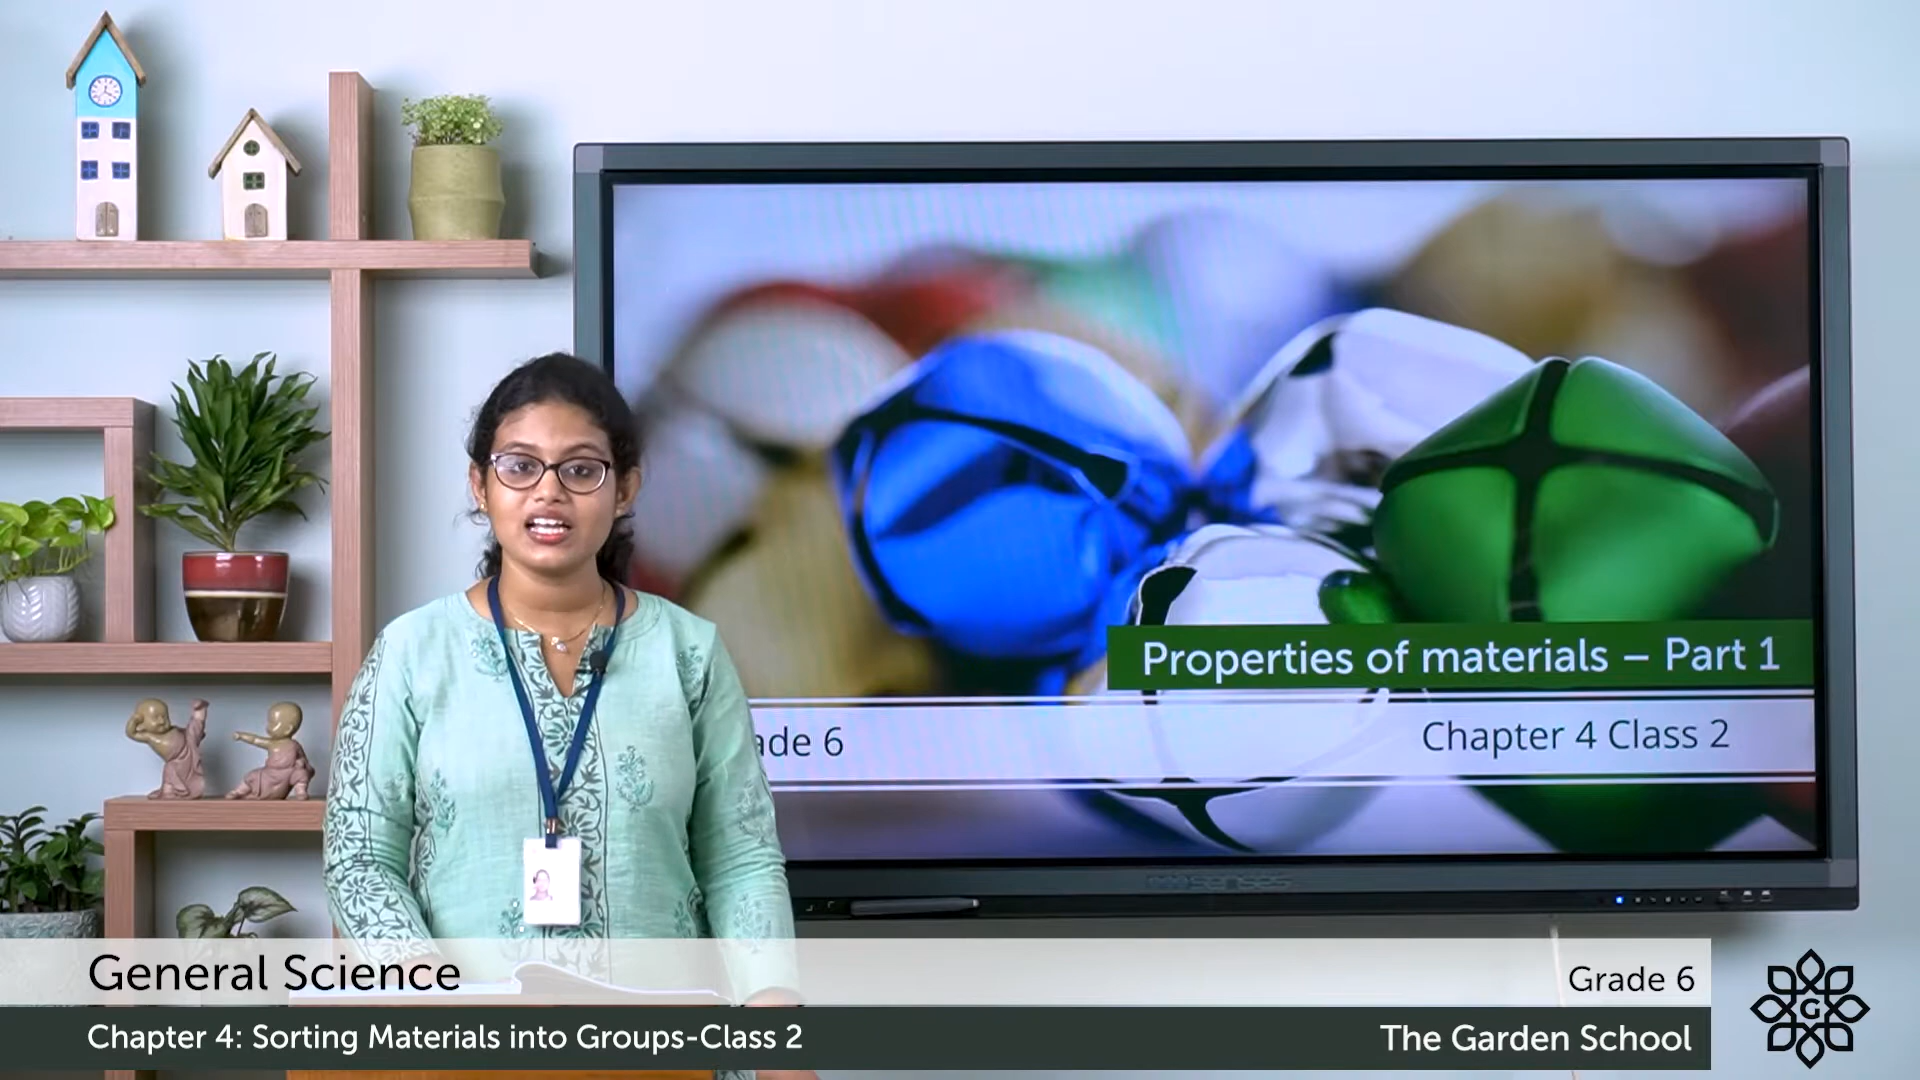 Properties of materials – Part 1
ade 6
Chapter 4 Class 2
General Science
Grade 6
Chapter 4: Sorting Materials into Groups-Class 2
The Garden School
G